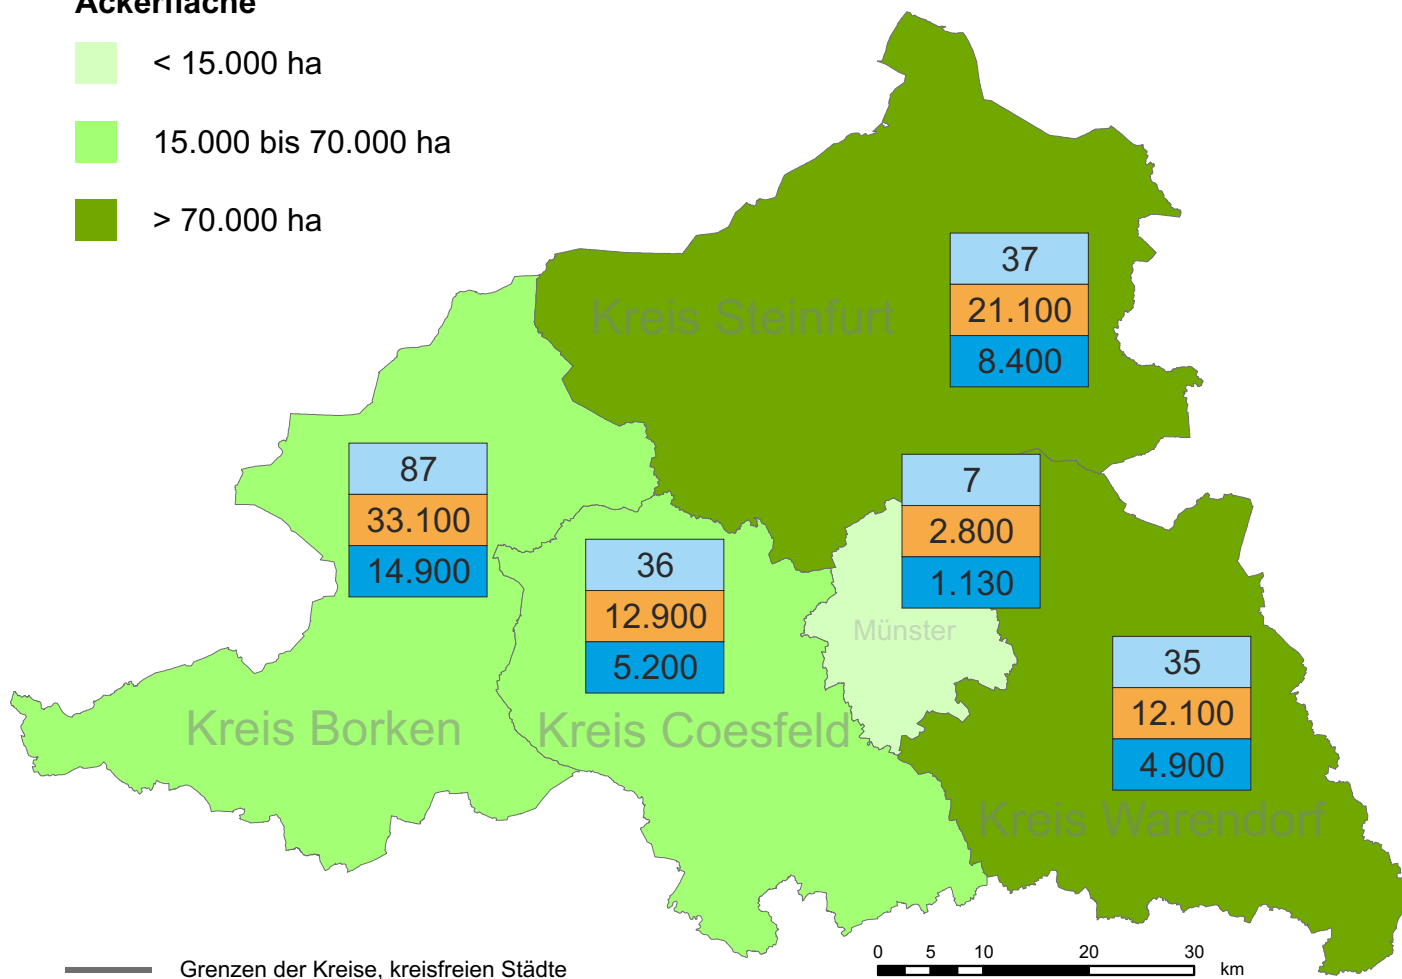 Ackerfläche
< 15.000 ha
15.000 bis 70.000 ha
> 70.000 ha
37
21.100
8.400
Kreis Steinfurt
87
33.100
14.900
7
2.800
1.130
36
12.900
5.200
Münster
35
12.100
4.900
Kreis Borken
Kreis Coesfeld
Kreis Warendorf
0 5 10 20 30
km
Grenzen der Kreise, kreisfreien Städte